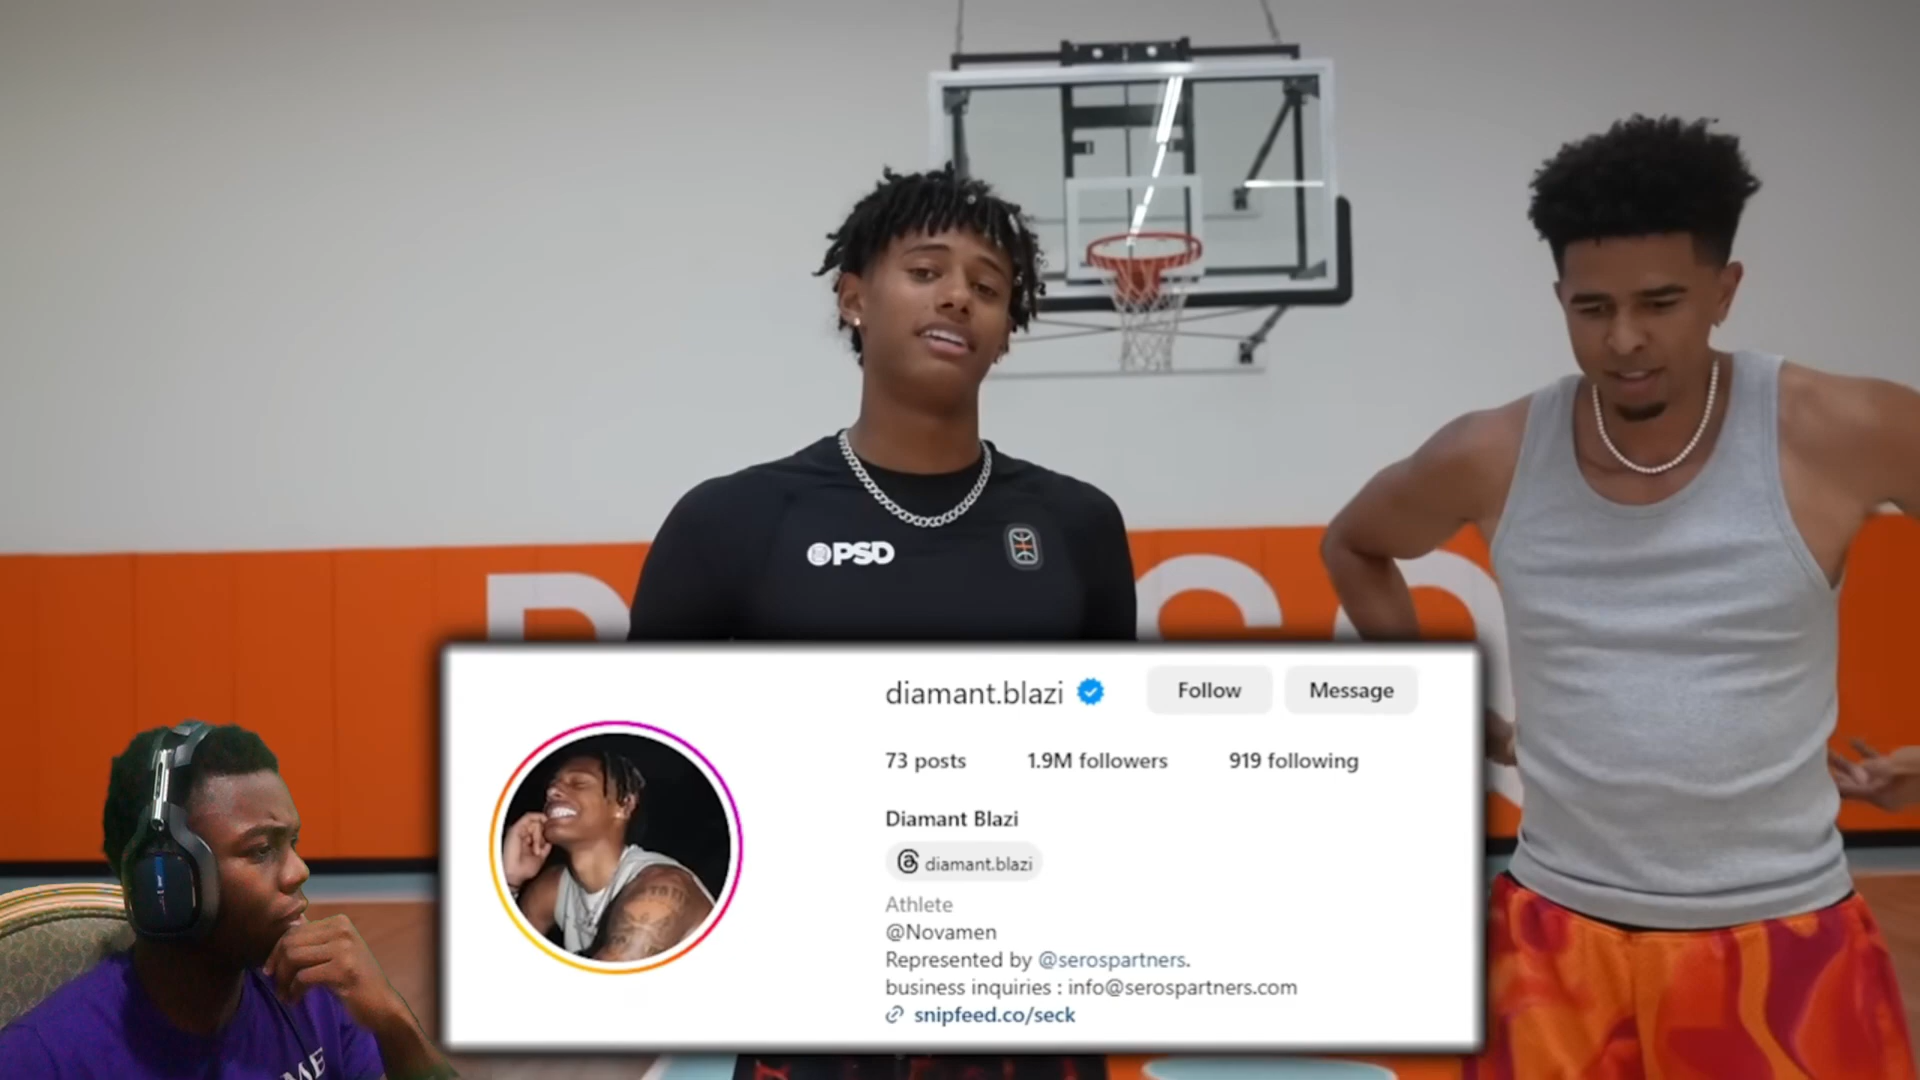 PSD
diamant.blazi
Follow
Message
73 posts
1.9M followers
919 following
Diamant Blazi
diamant.blazi
Athlete
@Novamen
Represented by @serospartners.
business inquiries : info@serospartners.com
snipfeed.co/seck
ME